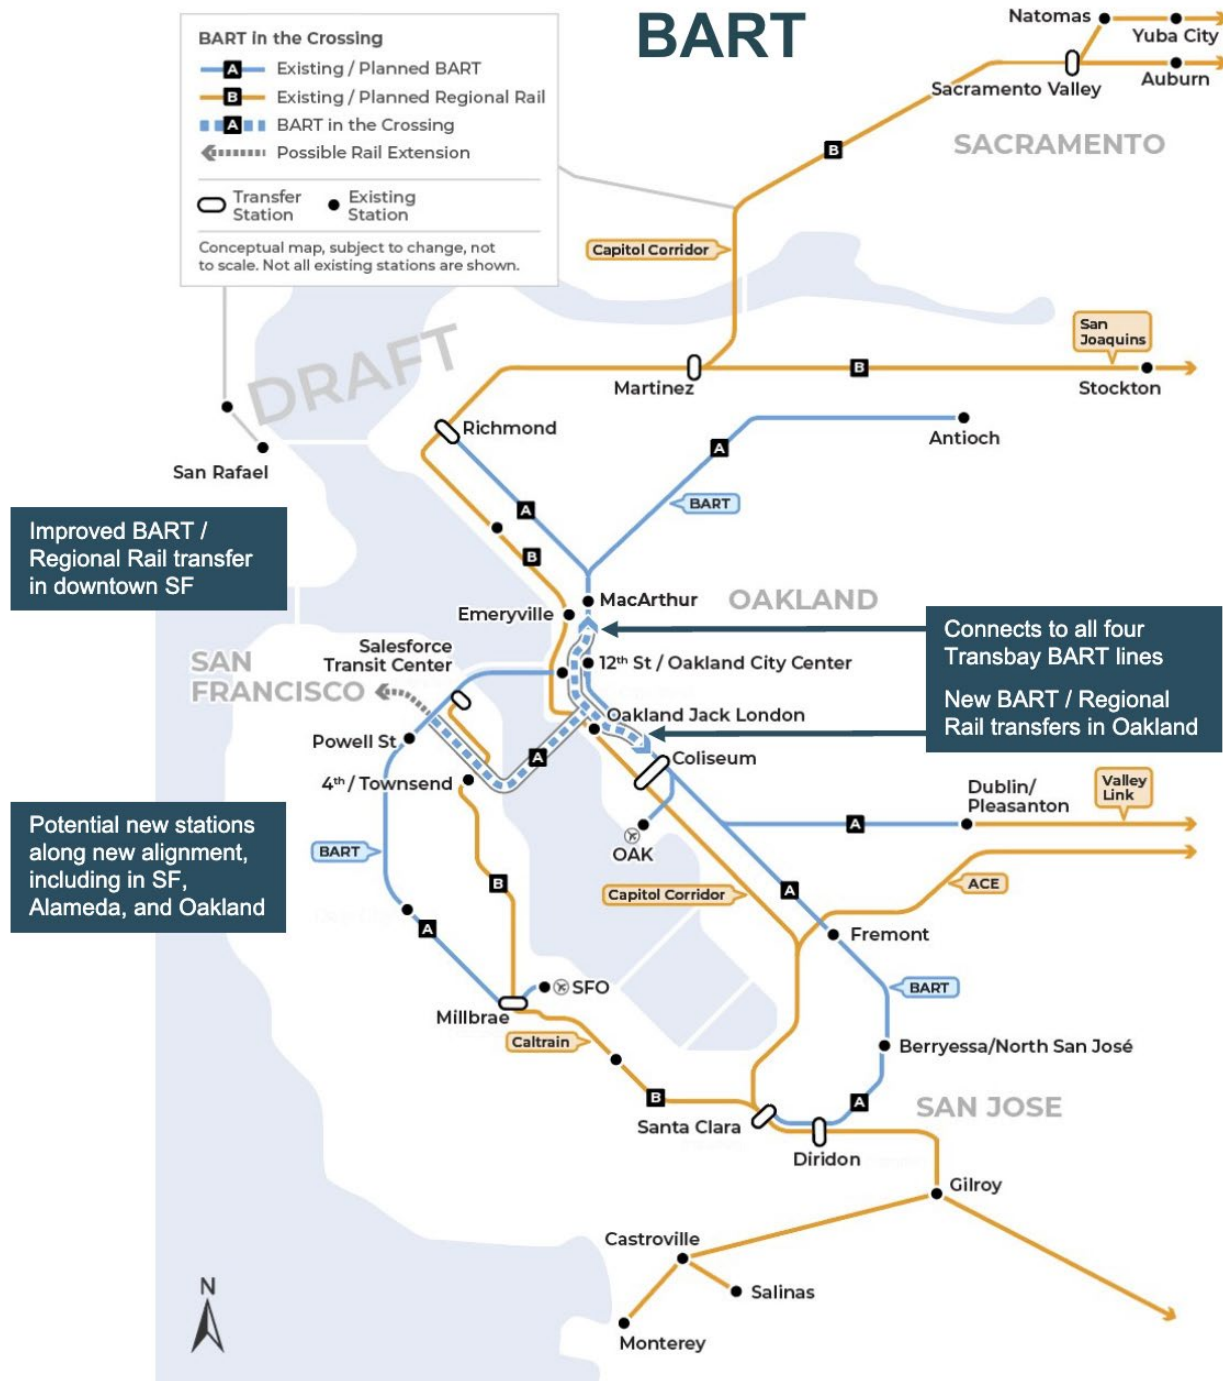 BART
BART in the Crossing
A Existing / Planned BART
B Existing / Planned Regional Rail
A BART in the Crossing
Possible Rail Extension
Transfer
Station
Existing
Station
Conceptual map, subject to change, not
to scale. Not all existing stations are shown.
Natomas
Yuba City
Sacramento Valley
Auburn
SACRAMENTO
B
Capitol Corridor
San
Joaquins
DRAFT
Martinez
B
Stockton
Richmond
Antioch
A
San Rafael
BART
A
B
Improved BART /
Regional Rail transfer
in downtown SF
MacArthur
OAKLAND
Emeryville
Connects to all four
Transbay BART lines
New BART / Regional
Rail transfers in Oakland
Salesforce
Transit Center
SAN
FRANCISCO
12th St / Oakland City Center
Oakland Jack London
Powell St
A
Coliseum
4th / Townsend
Dublin/
Pleasanton
Valley
Link
Potential new stations
along new alignment,
including in SF,
Alameda, and Oakland
BART
A
OAK
B
Capitol Corridor
A
ACE
A
Fremont
SFO
BART
Millbrae
Caltrain
Berryessa/North San José
B
A
SAN JOSE
Santa Clara
Diridon
Gilroy
Castroville
Salinas
Monterey
N